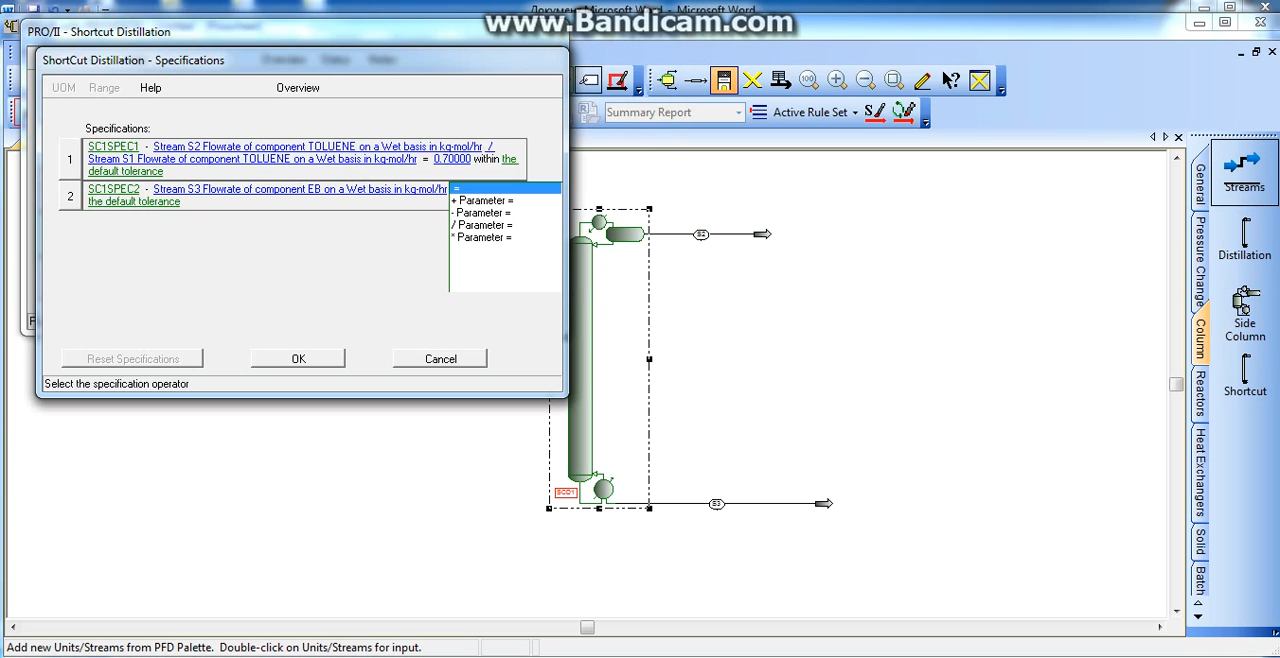 Документ Microsoft Word - Microsoft Word
www.Bandicam.com
PRO/II - Shortcut Distillation
ShortCut Distillation - Specifications
UOM Range Help Overview
Summary Report
Active Rule Set
Specifications:
1
SC1SPEC1 - Stream S2 Flowrate of component TOLUENE on a Wet basis in kg-mol/hr /
Stream S1 Flowrate of component TOLUENE on a Wet basis in kg-mol/hr = 0.70000 within the
default tolerance
2
SC1SPEC2 - Stream S3 Flowrate of component EB on a Wet basis in kg-mol/hr
the default tolerance
=
+ Parameter =
- Parameter =
/ Parameter =
* Parameter =
Reset Specifications OK Cancel
Select the specification operator
S2
SCD1
S3
General
Pressure Change
Column
Reactors
Heat Exchangers
Solid
Batch
Streams
Distillation
Side
Column
Shortcut
Add new Units/Streams from PFD Palette. Double-click on Units/Streams for input.